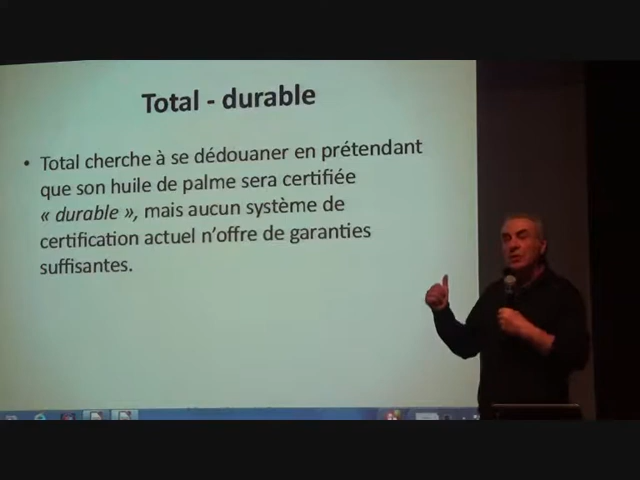 Total - durable
• Total cherche à se dédouaner en prétendant
que son huile de palme sera certifiée
« durable », mais aucun système de
certification actuel n'offre de garanties
suffisantes.